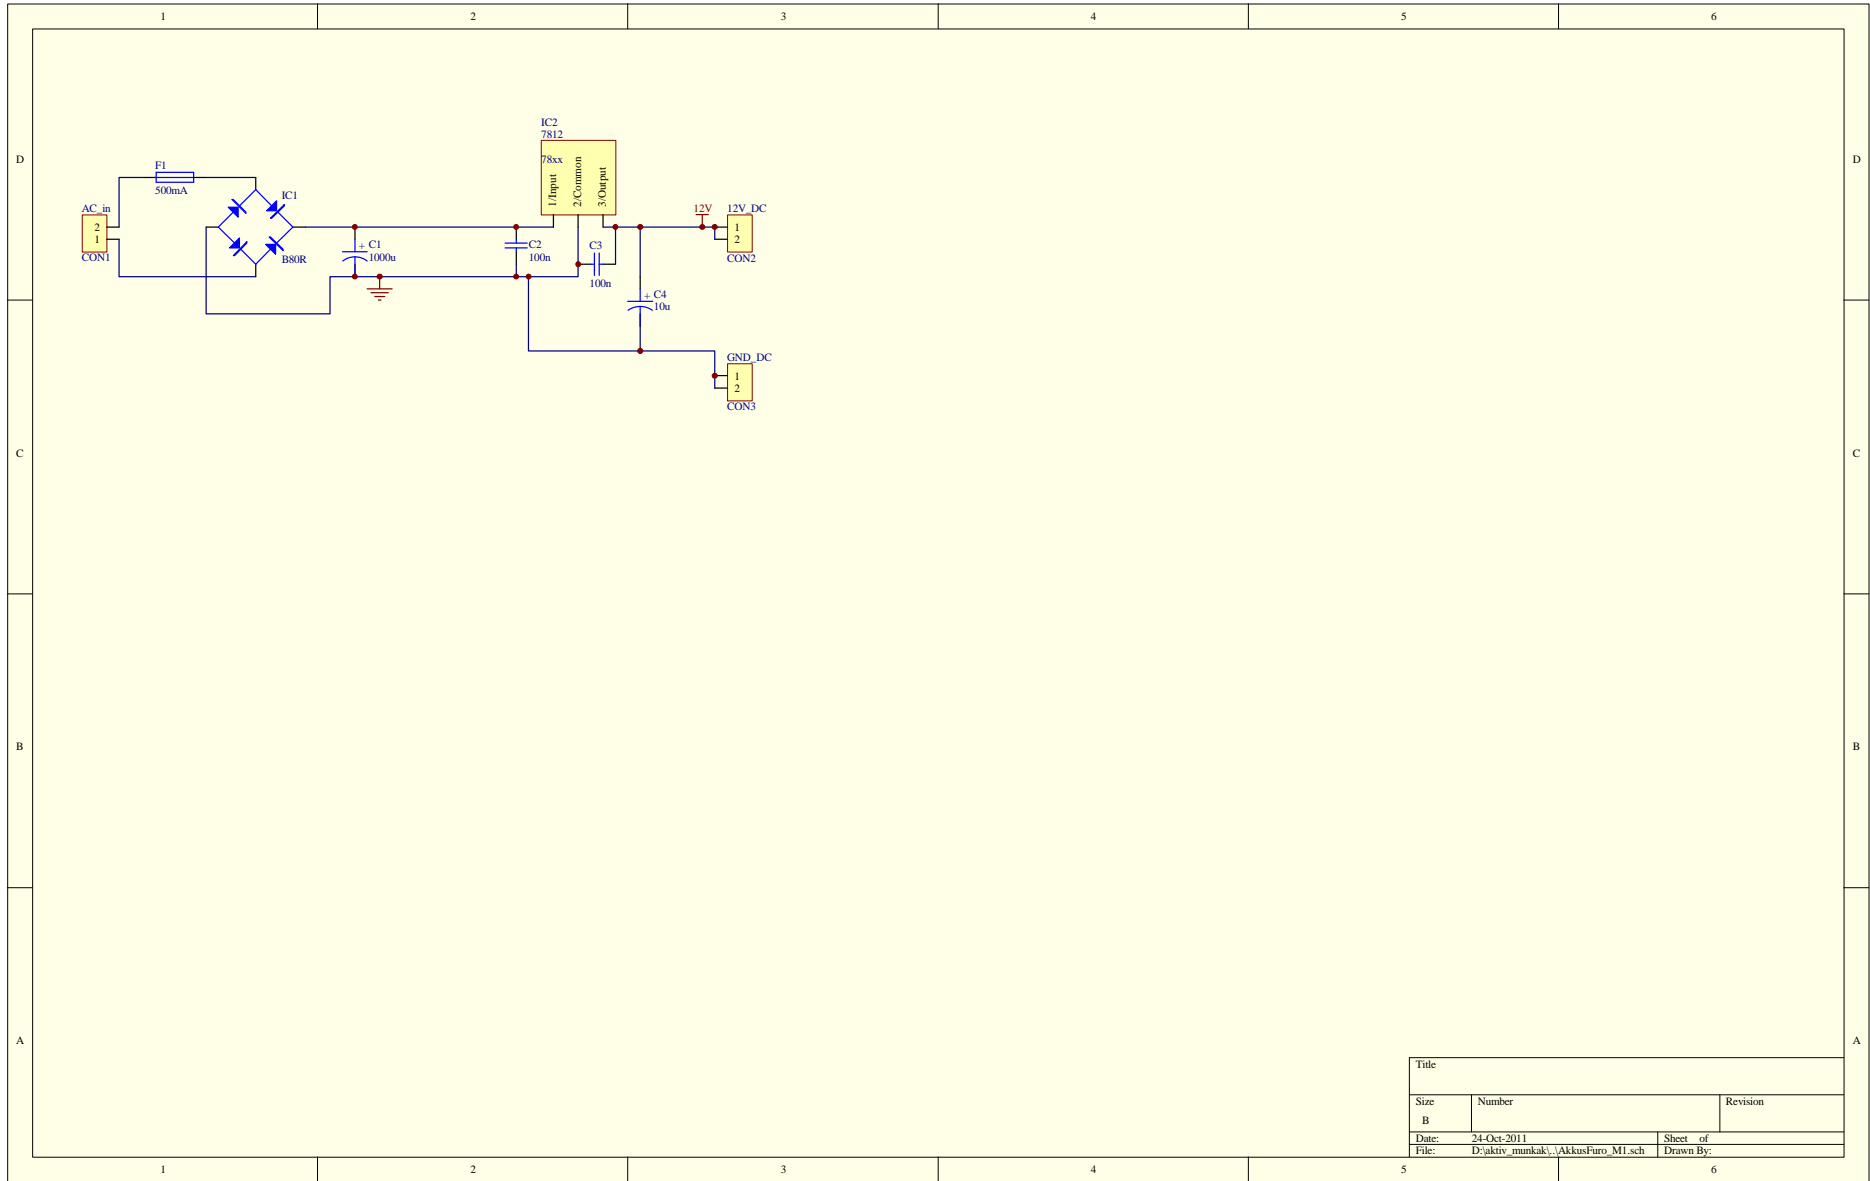 1 2 3 4 5 6
IC2
7812
D
D
78xx
1/Input
2/Common
3/Output
F1
500mA
IC1
AC_in
2
1
CON1
B80R
+ C1
1000u
C2
100n
C3
100n
12V
12V_DC
1
2
CON2
+ C4
10u
GND_DC
1
2
CON3
C
C
B
B
A
A
Title
Size
Number
Revision
B
Date: 24-Oct-2011 Sheet of
File: D:\aktiv_munkak\..\AkkusFuro_M1.sch Drawn By:
1 2 3 4 5 6